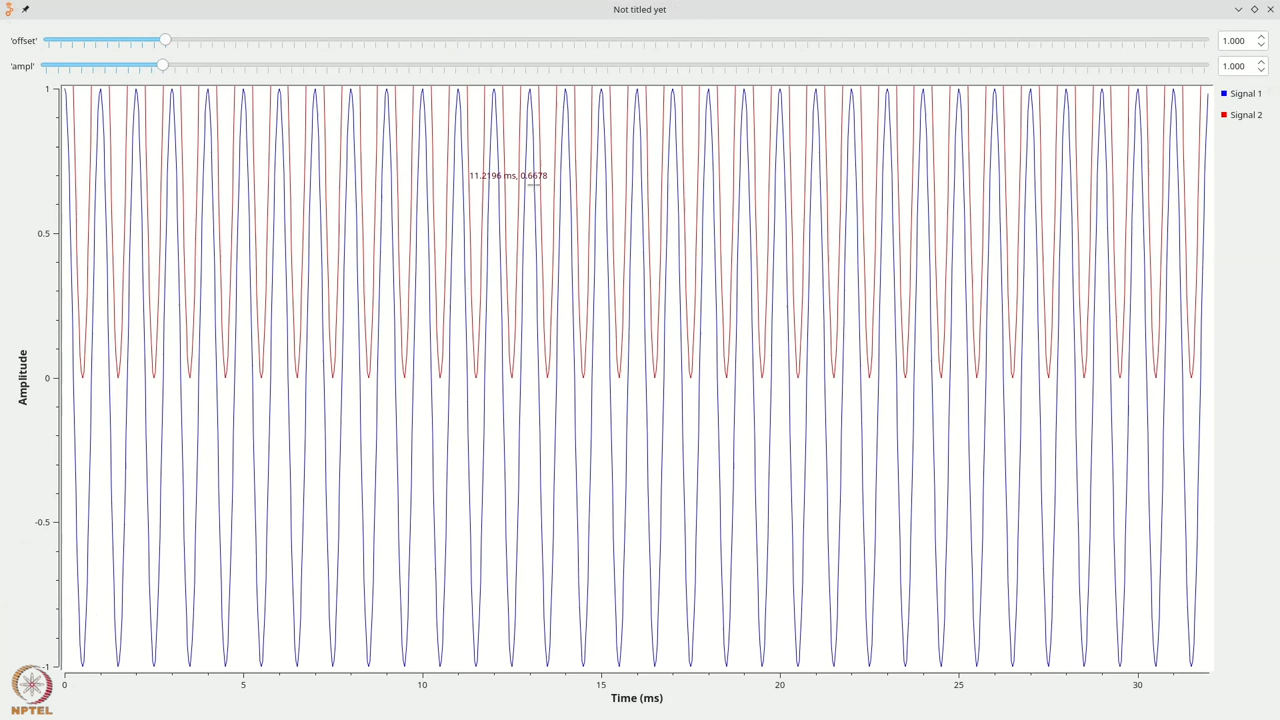 Not titled yet
'offset'
1.000
'ampl'
1.000
1
0.5
0
-0.5
-1
Amplitude
11.2196 ms, 0.6678
Signal 1
Signal 2
0 5 10 15 20 25 30
Time (ms)
NPTEL